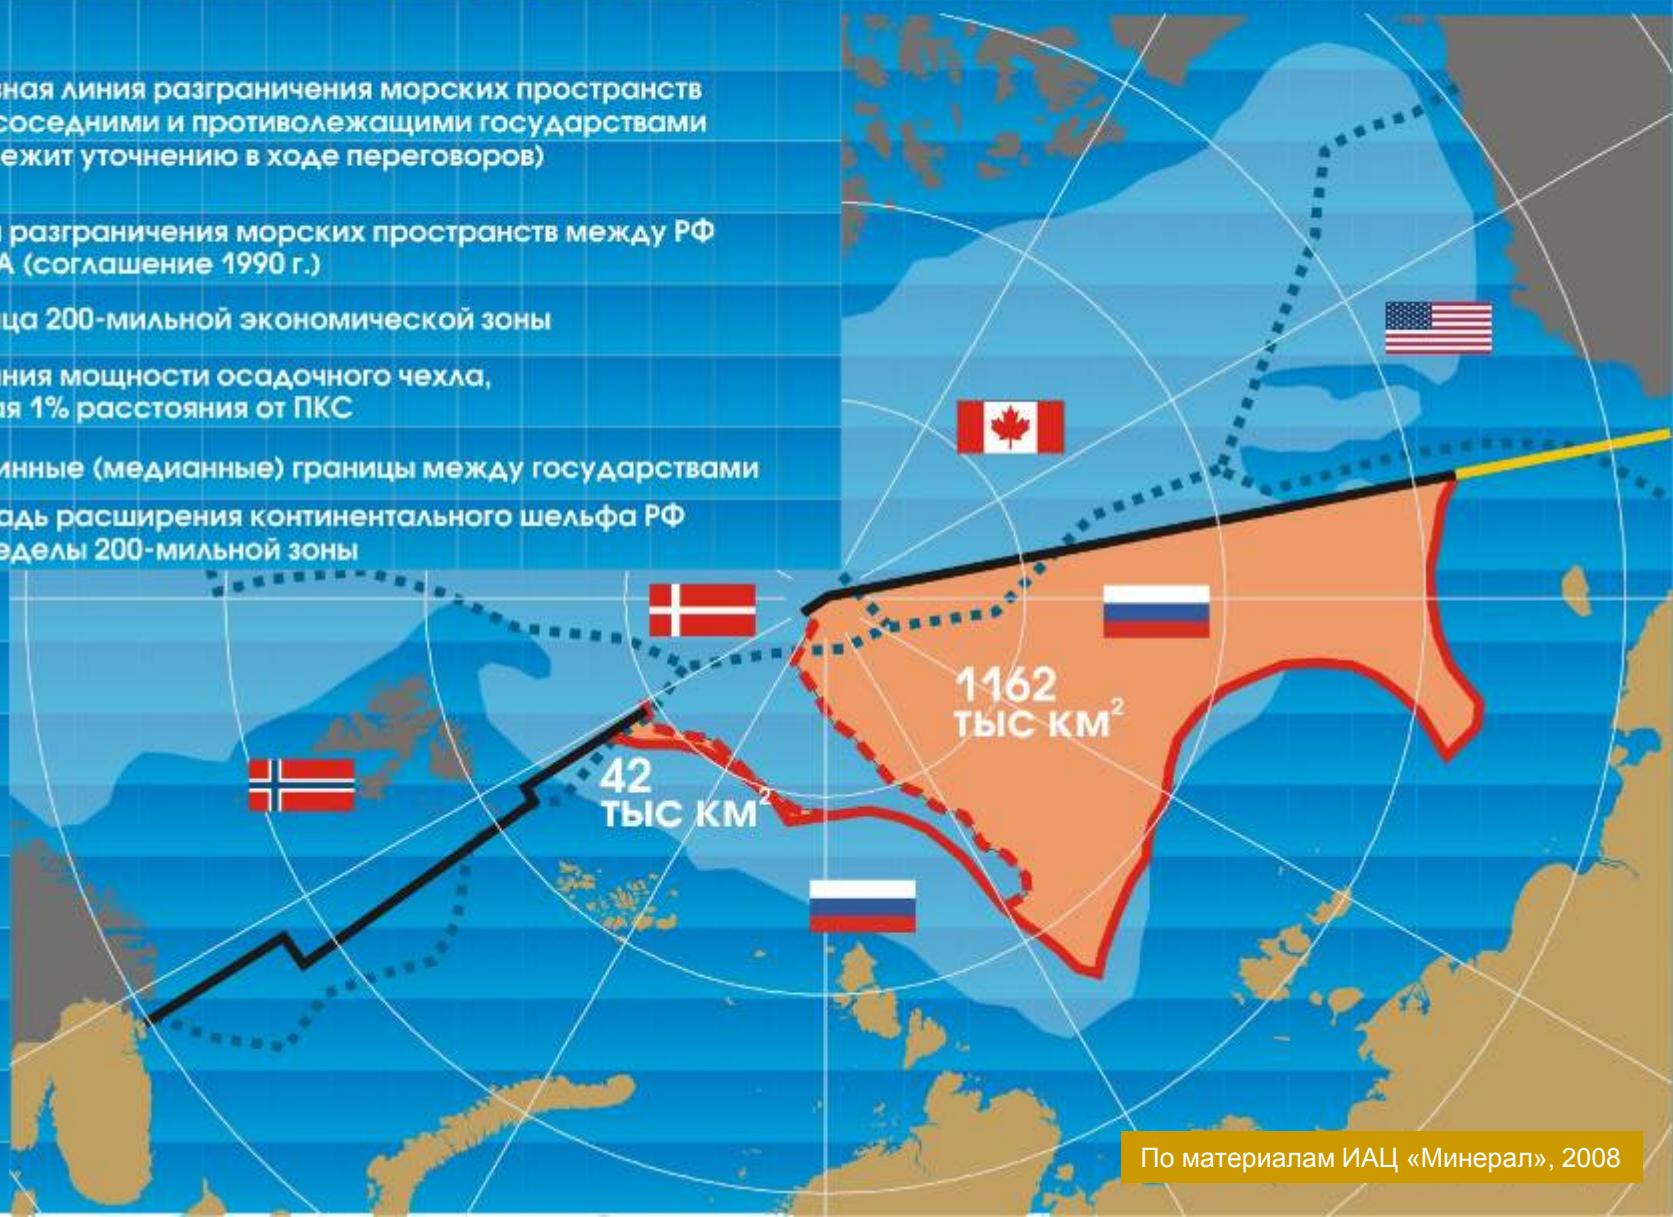 ная линия разграничения морских пространств
соседними и противолежащими государствами
ежит уточнению в ходе переговоров)
разграничения морских пространств между РФ
А (соглашение 1990 г.)
ца 200-мильной экономической зоны
ния мощности осадочного чехла,
ая 1% расстояния от ПКС
инные (медианные) границы между государствами
адь расширения континентального шельфа РФ
еделы 200-мильной зоны
1162
ТЫС КМ²
42
ТЫС КМ²
По материалам ИАЦ «Минерал», 2008